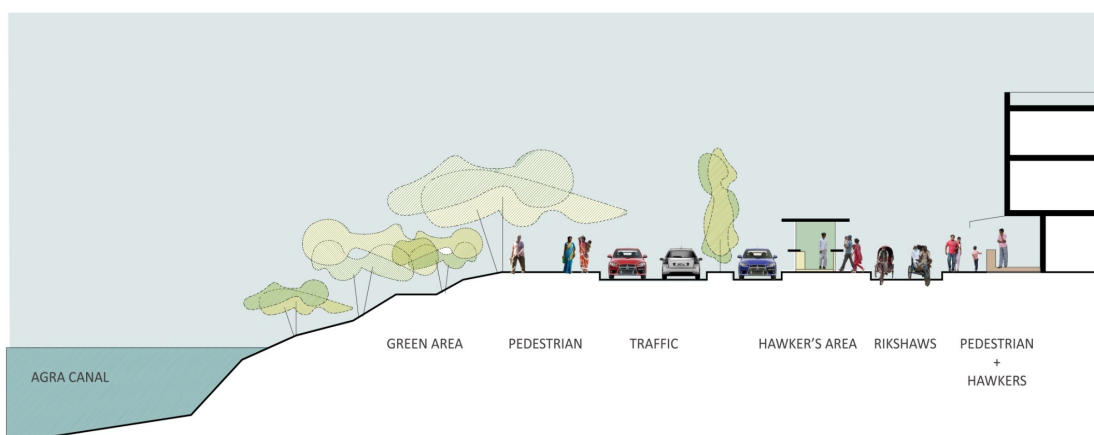 GREEN AREA
PEDESTRIAN
TRAFFIC
HAWKER'S AREA
RIKSHAWS
PEDESTRIAN
+
HAWKERS
AGRA CANAL